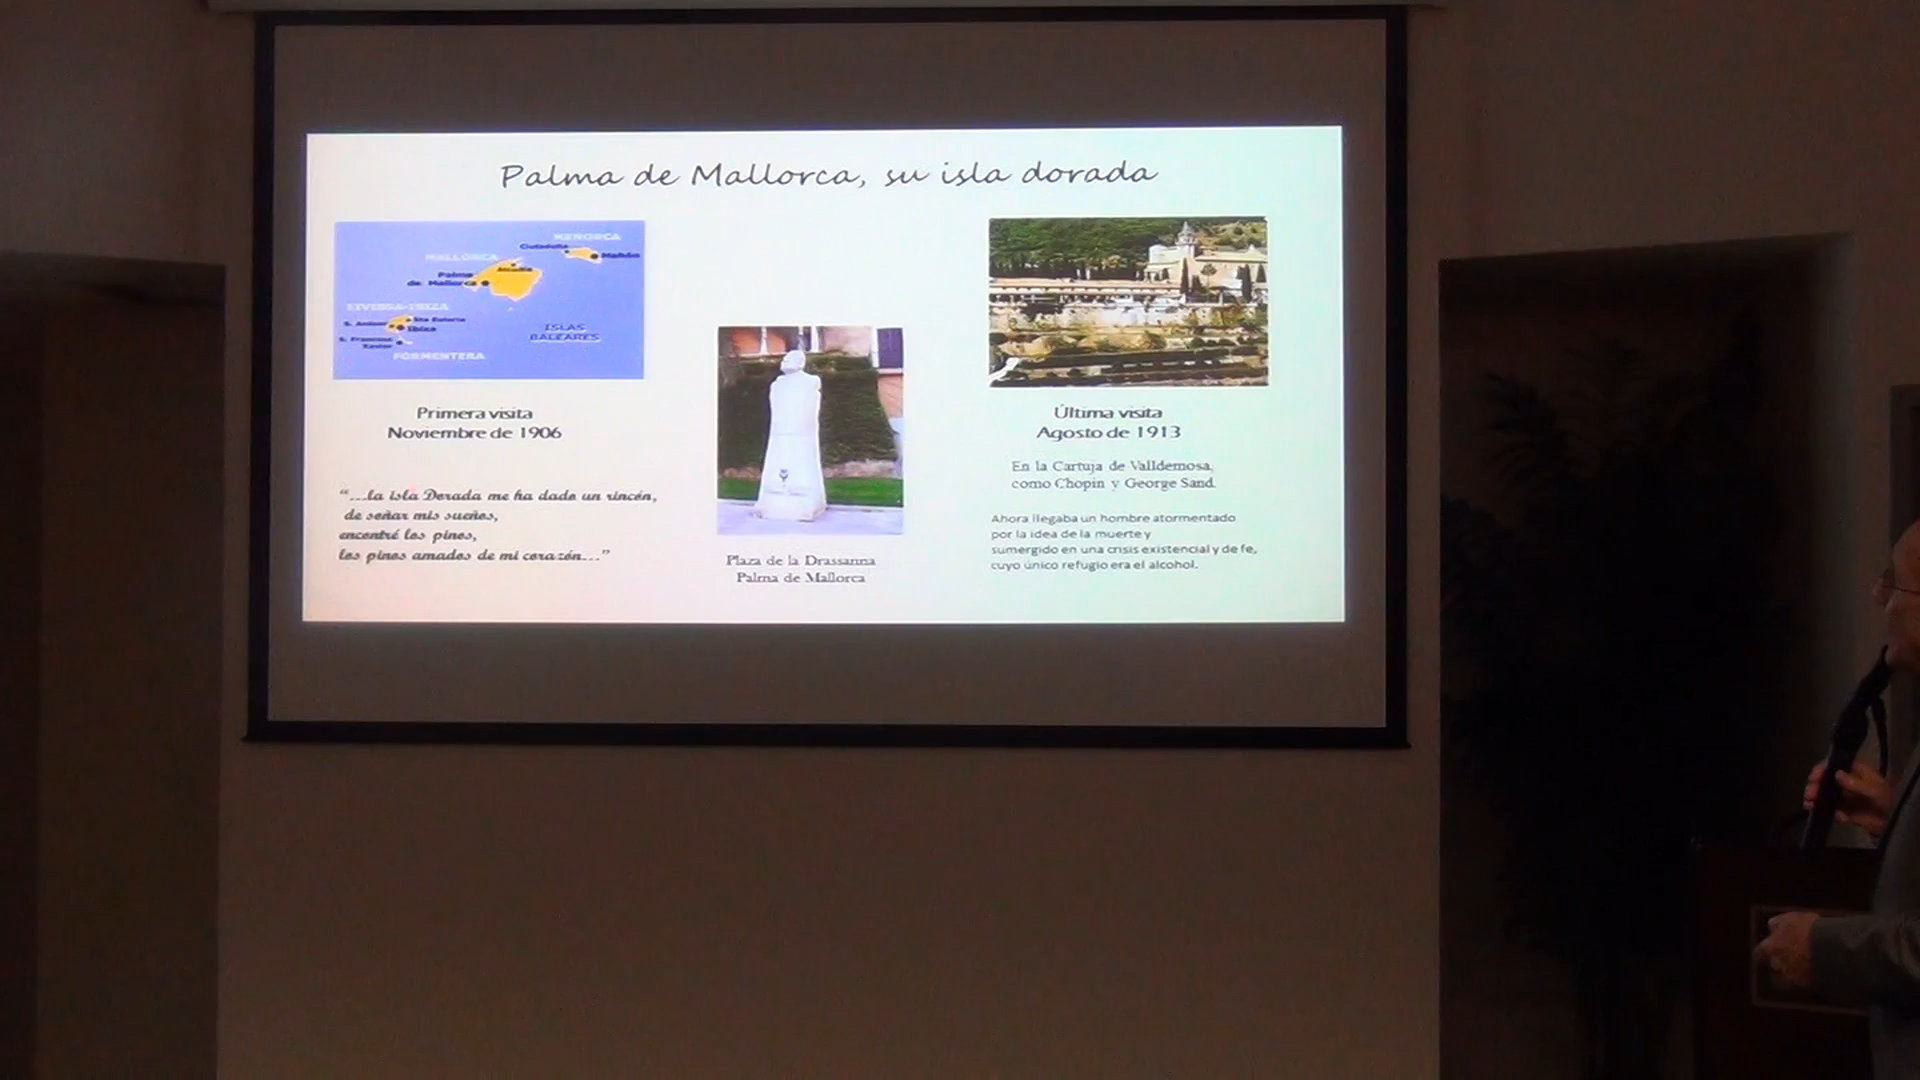 Palma de Mallorca, su isla dorada
MENORCA
Ciutadella
Mahón
MALLORCA
Alcudia
Palma
de Mallorca
EIVISSA-IBIZA
S. Antoni
Sta Eularia
Ibiza
S. Francesc
Xavier
FORMENTERA
ISLAS
BALEARES
Primera visita
Noviembre de 1906
“...la isla Dorada me ha dado un rincón,
de soñar mis sueños,
encontré los pinos,
los pinos amados de mi corazón...”
Plaza de la Drassanna
Palma de Mallorca
Última visita
Agosto de 1913
En la Cartuja de Valldemosa,
como Chopin y George Sand.
Ahora llegaba un hombre atormentado
por la idea de la muerte y
sumergido en una crisis existencial y de fe,
cuyo único refugio era el alcohol.